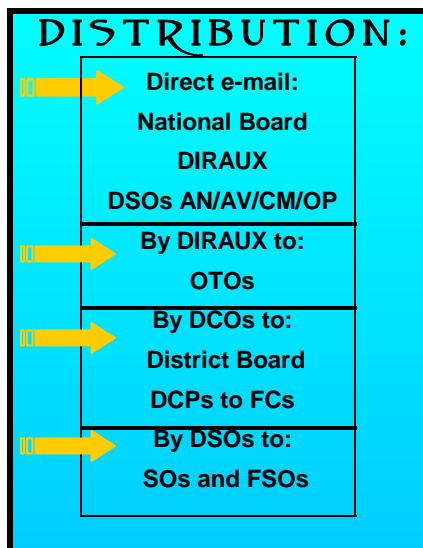 DISTRIBUTION:
Direct e-mail:
National Board
DIRAUX
DSOs AN/AV/CM/OP
By DIRAUX to:
OTOs
By DCOs to:
District Board
DCPs to FCs
By DSOs to:
SOs and FSOs